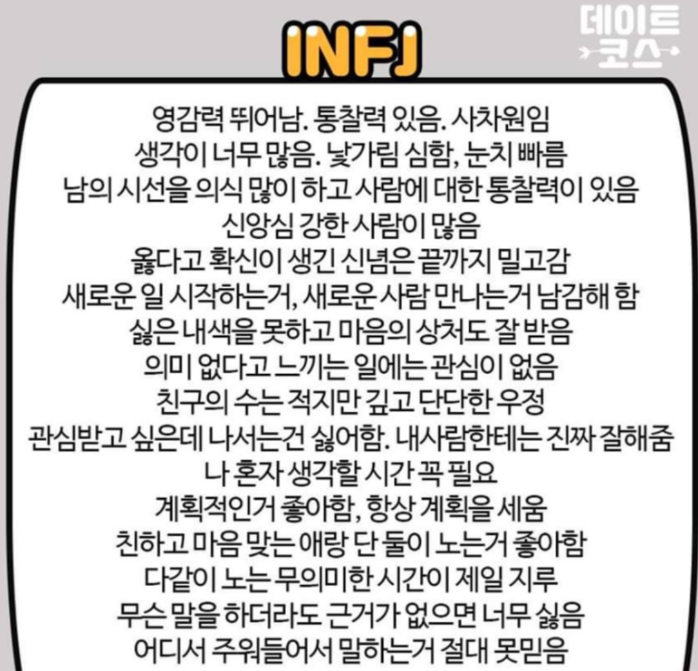 데이트
코스
INFJ
영감력 뛰어남. 통찰력 있음. 사차원임
생각이 너무 많음. 낯가림 심함, 눈치 빠름
남의 시선을 의식 많이 하고 사람에 대한 통찰력이 있음
신앙심 강한 사람이 많음
옳다고 확신이 생긴 신념은 끝까지 밀고감
새로운 일 시작하는거, 새로운 사람 만나는거 남감해 함
싫은 내색을 못하고 마음의 상처도 잘 받음
의미 없다고 느끼는 일에는 관심이 없음
친구의 수는 적지만 깊고 단단한 우정
관심받고 싶은데 나서는건 싫어함. 내사람한테는 진짜 잘해줌
나 혼자 생각할 시간 꼭 필요
계획적인거 좋아함, 항상 계획을 세움
친하고 마음 맞는 애랑 단 둘이 노는거 좋아함
다같이 노는 무의미한 시간이 제일 지루
무슨 말을 하더라도 근거가 없으면 너무 싫음
어디서 주워들어서 말하는거 절대 못믿음